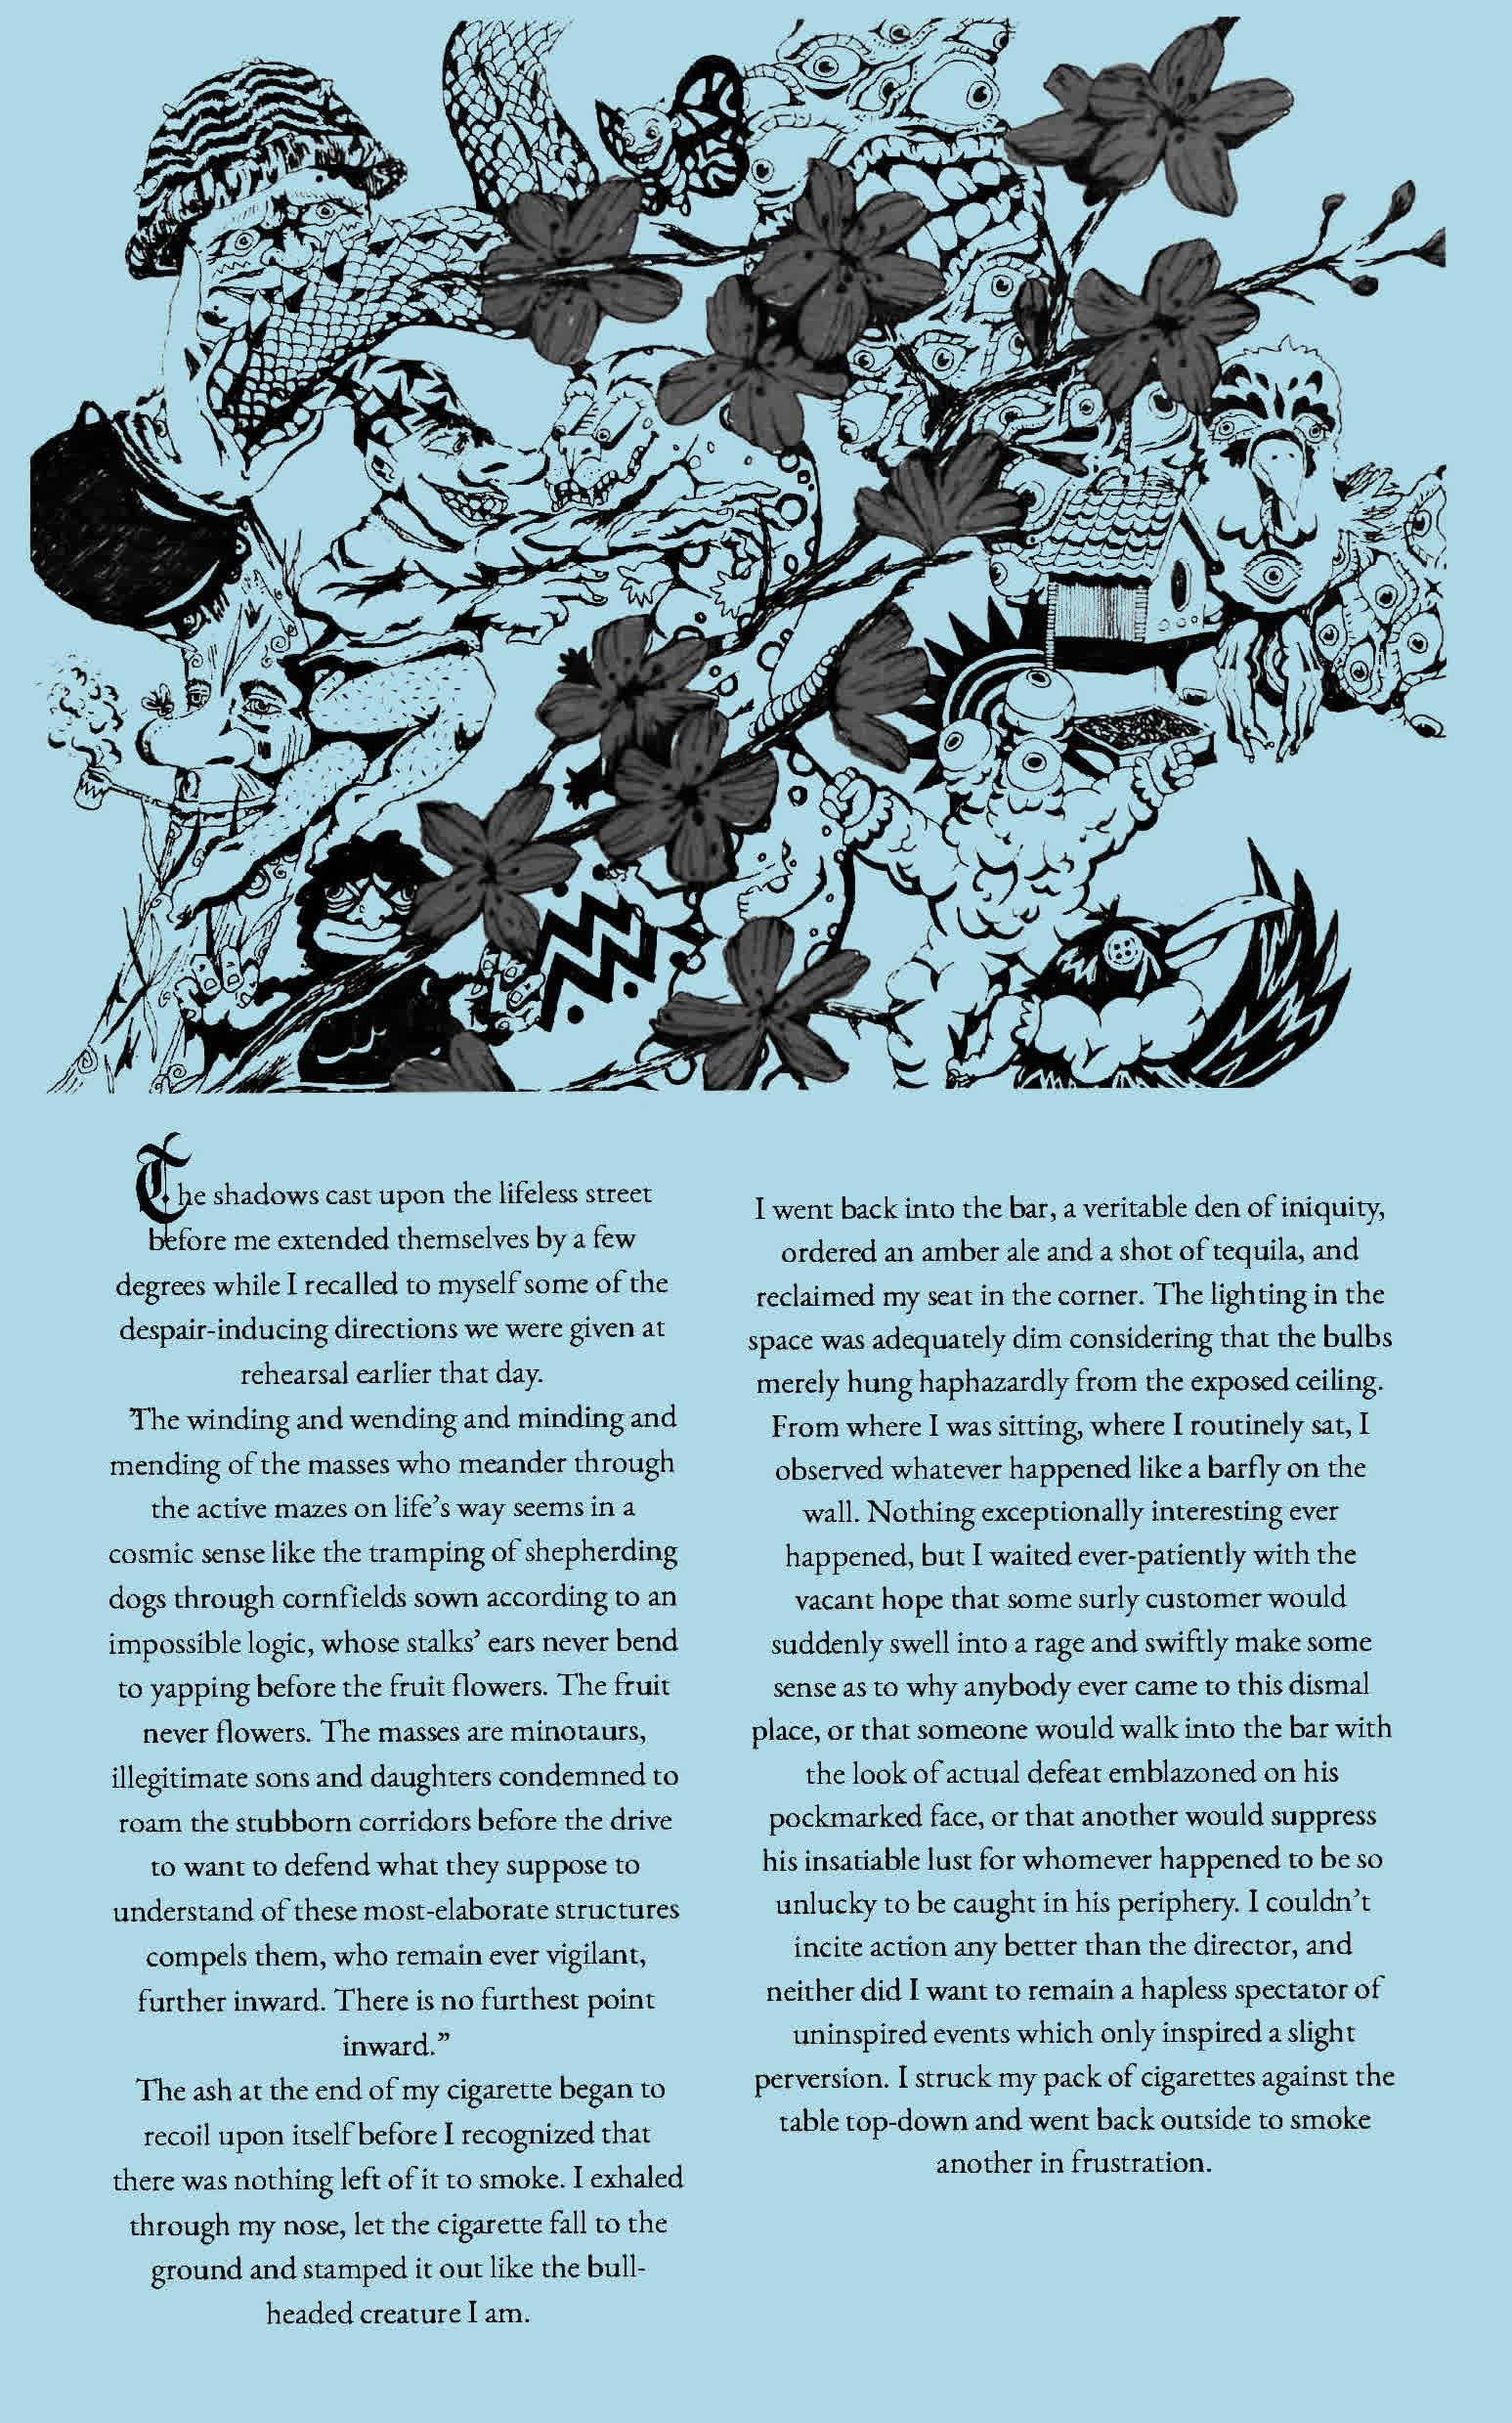 The shadows cast upon the lifeless street
before me extended themselves by a few
degrees while I recalled to myself some of the
despair-inducing directions we were given at
rehearsal earlier that day.
The winding and wending and minding and
mending of the masses who meander through
the active mazes on life’s way seems in a
cosmic sense like the tramping of shepherding
dogs through cornfields sown according to an
impossible logic, whose stalks’ ears never bend
to yapping before the fruit flowers. The fruit
never flowers. The masses are minotaurs,
illegitimate sons and daughters condemned to
roam the stubborn corridors before the drive
to want to defend what they suppose to
understand of these most-elaborate structures
compels them, who remain ever vigilant,
further inward. There is no furthest point
inward.”
The ash at the end of my cigarette began to
recoil upon itself before I recognized that
there was nothing left of it to smoke. I exhaled
through my nose, let the cigarette fall to the
ground and stamped it out like the bull-
headed creature I am.
I went back into the bar, a veritable den of iniquity,
ordered an amber ale and a shot of tequila, and
reclaimed my seat in the corner. The lighting in the
space was adequately dim considering that the bulbs
merely hung haphazardly from the exposed ceiling.
From where I was sitting, where I routinely sat, I
observed whatever happened like a barfly on the
wall. Nothing exceptionally interesting ever
happened, but I waited ever-patiently with the
vacant hope that some surly customer would
suddenly swell into a rage and swiftly make some
sense as to why anybody ever came to this dismal
place, or that someone would walk into the bar with
the look of actual defeat emblazoned on his
pockmarked face, or that another would suppress
his insatiable lust for whomever happened to be so
unlucky to be caught in his periphery. I couldn’t
incite action any better than the director, and
neither did I want to remain a hapless spectator of
uninspired events which only inspired a slight
perversion. I struck my pack of cigarettes against the
table top-down and went back outside to smoke
another in frustration.